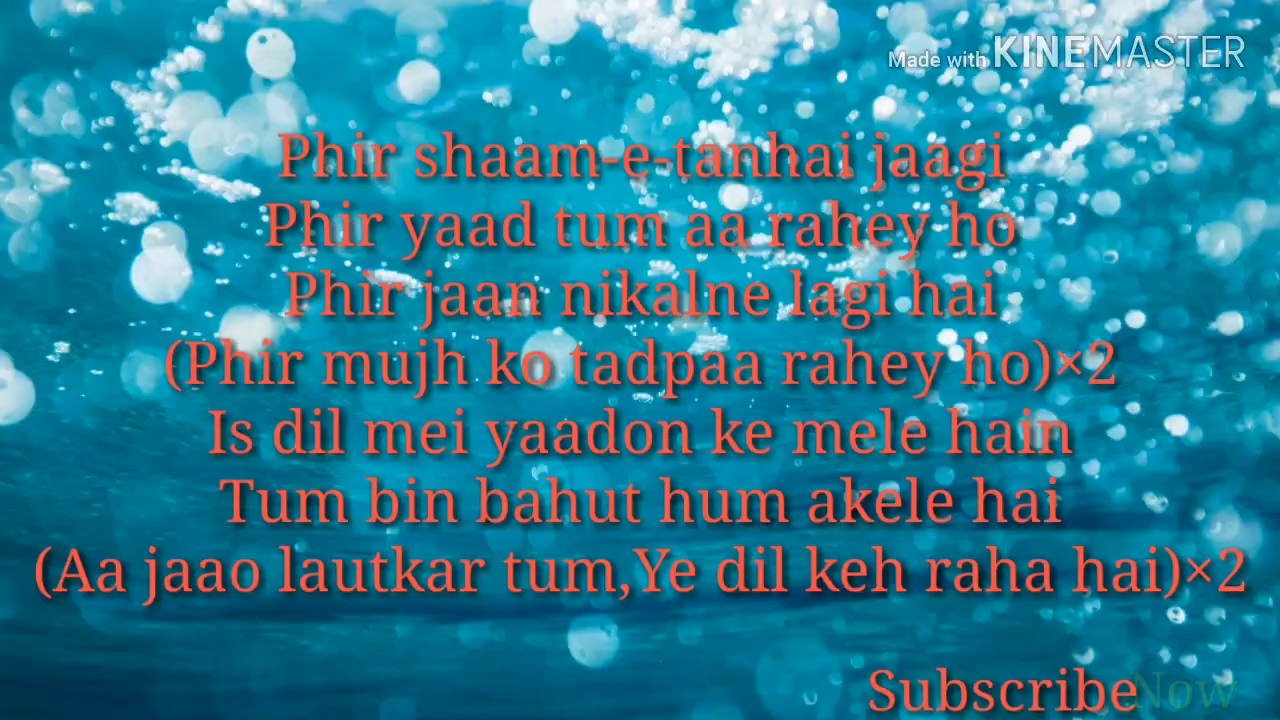 Made with KINEMASTER
Phir shaam-e-tanhai jaagi
Phir yaad tum aa rahey ho
Phir jaan nikalne lagi hai
(Phir mujh ko tadpaa rahey ho)×2
Is dil mei yaadon ke mele hain
Tum bin bahut hum akele hai
(Aa jaao lautkar tum,Ye dil keh raha hai)×2
Subscribe Now